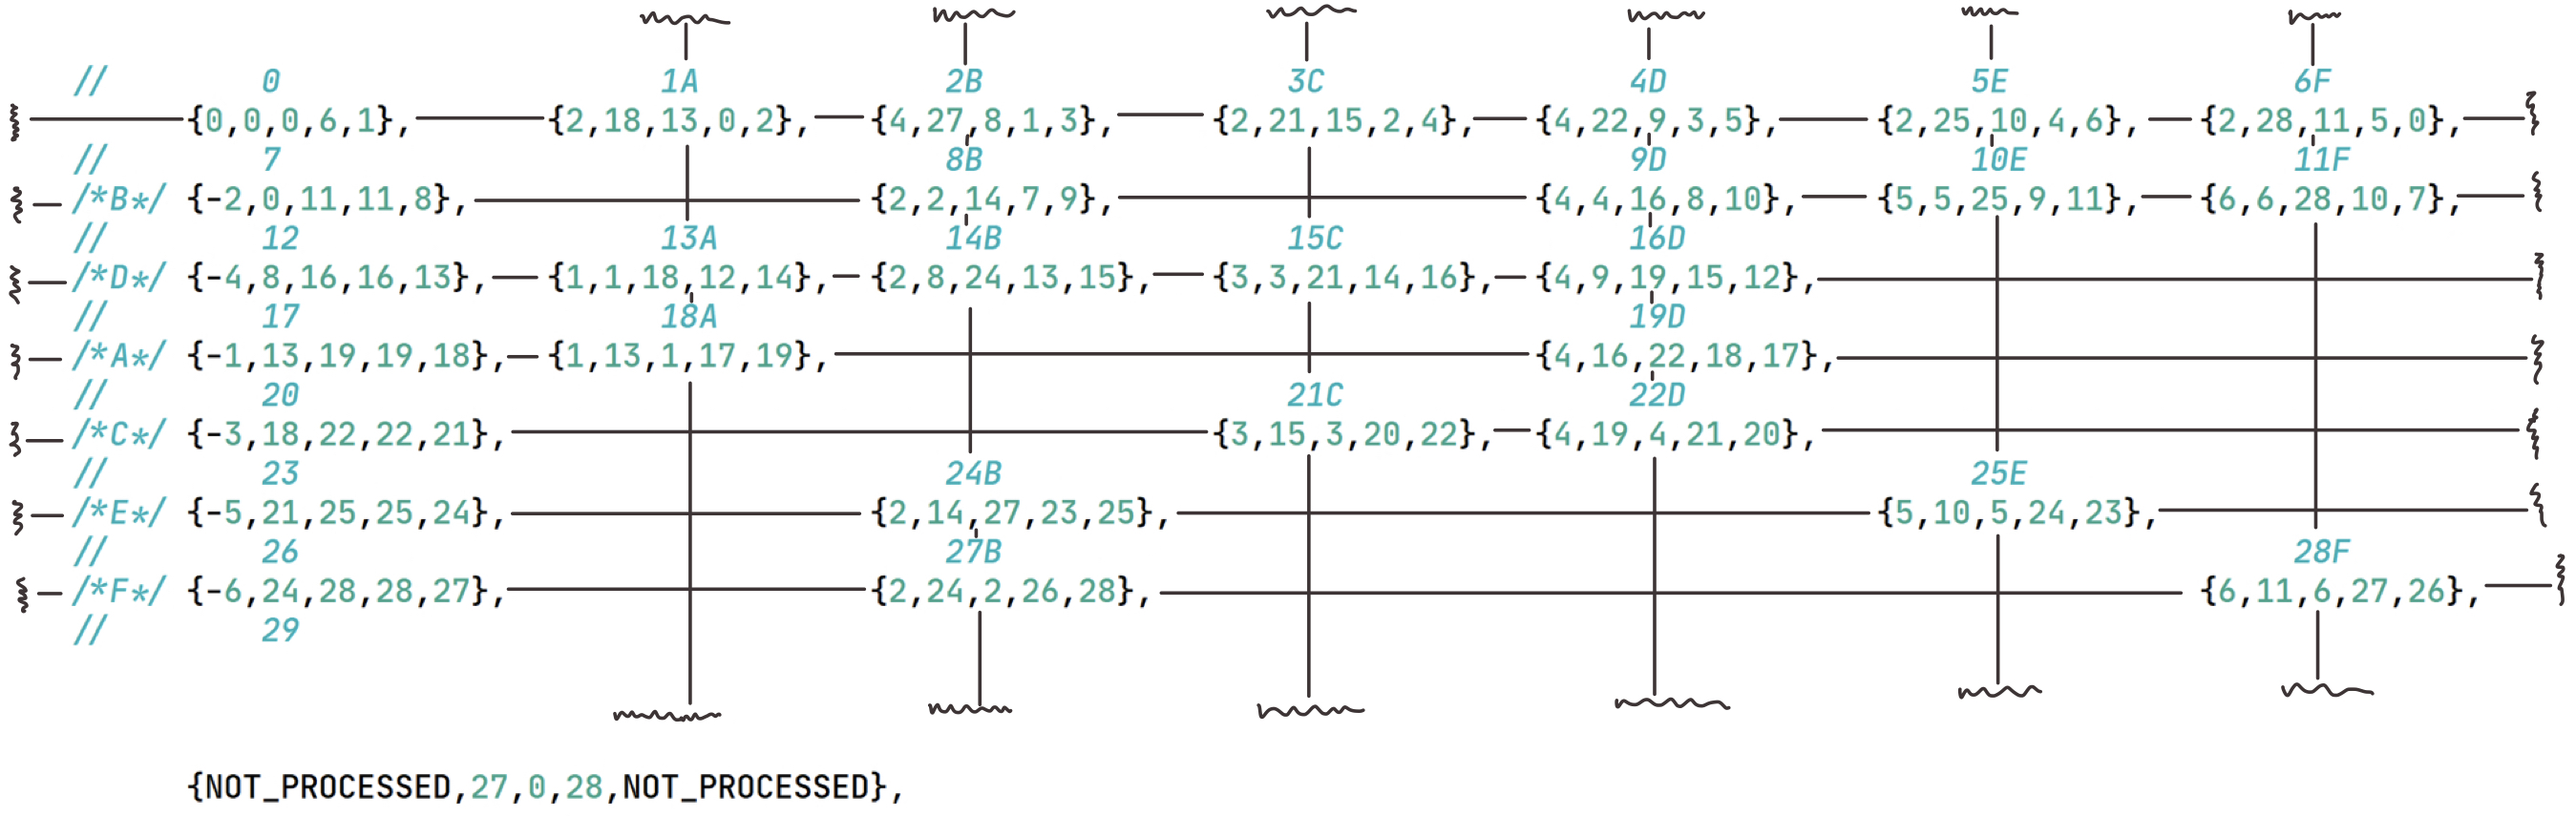 // 0 1A 2B 3C 4D 5E 6F
{0,0,0,6,1}, {2,18,13,0,2}, {4,27,8,1,3}, {2,21,15,2,4}, {4,22,9,3,5}, {2,25,10,4,6}, {2,28,11,5,0},
// 7 8B 9D 10E 11F
/*B*/ {-2,0,11,11,8}, {2,2,14,7,9}, {4,4,16,8,10}, {5,5,25,9,11}, {6,6,28,10,7},
// 12 13A 14B 15C 16D
/*D*/ {-4,8,16,16,13}, {1,1,18,12,14}, {2,8,24,13,15}, {3,3,21,14,16}, {4,9,19,15,12},
// 17 18A 19D
/*A*/ {-1,13,19,19,18}, {1,13,1,17,19}, {4,16,22,18,17},
// 20 21C 22D
/*C*/ {-3,18,22,22,21}, {3,15,3,20,22}, {4,19,4,21,20},
// 23 24B 25E
/*E*/ {-5,21,25,25,24}, {2,14,27,23,25}, {5,10,5,24,23},
// 26 27B 28F
/*F*/ {-6,24,28,28,27}, {2,24,2,26,28}, {6,11,6,27,26},
// 29
{NOT_PROCESSED,27,0,28,NOT_PROCESSED},